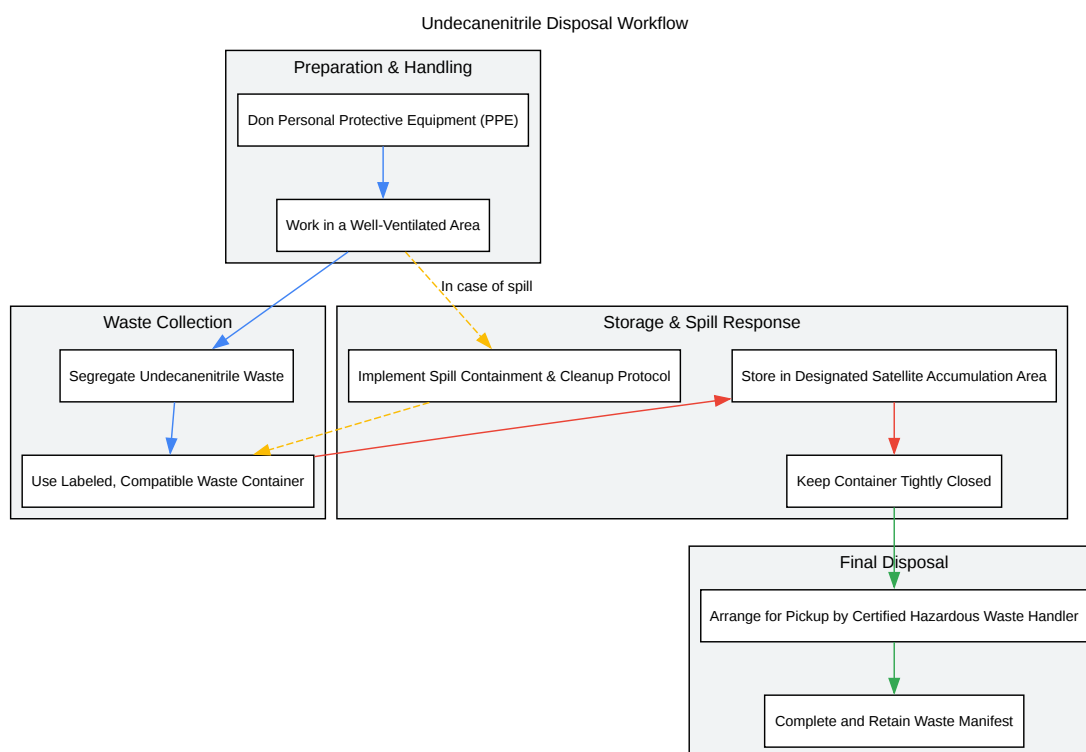 Undecanenitrile Disposal Workflow
Preparation & Handling
Don Personal Protective Equipment (PPE)
Work in a Well-Ventilated Area
In case of spill
Waste Collection
Segregate Undecanenitrile Waste
Use Labeled, Compatible Waste Container
Storage & Spill Response
Implement Spill Containment & Cleanup Protocol
Store in Designated Satellite Accumulation Area
Keep Container Tightly Closed
Final Disposal
Arrange for Pickup by Certified Hazardous Waste Handler
Complete and Retain Waste Manifest